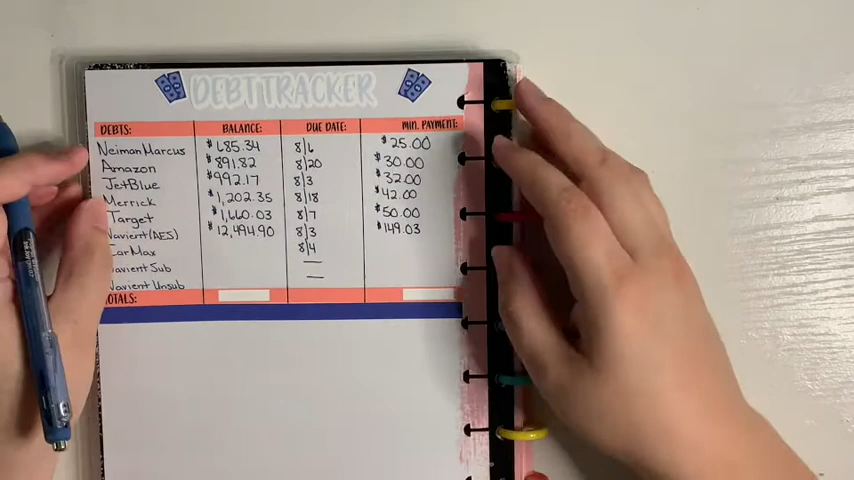 DEBT TRACKER
DEBTS: BALANCE: DUE DATE: MIN. PAYMENT:
Neiman Marcus $685.34 8/6 $25.00
Amazon $891.82 8/20 $30.00
JetBlue $992.17 8/3 $32.00
Merrick $1,202.35 8/18 $42.00
Target $1,660.03 8/7 $50.00
Navient (AES) $12,494.90 8/3 $149.03
CarMax 8/4
Navient Sub —
Navient Unsub —
TOTALS: